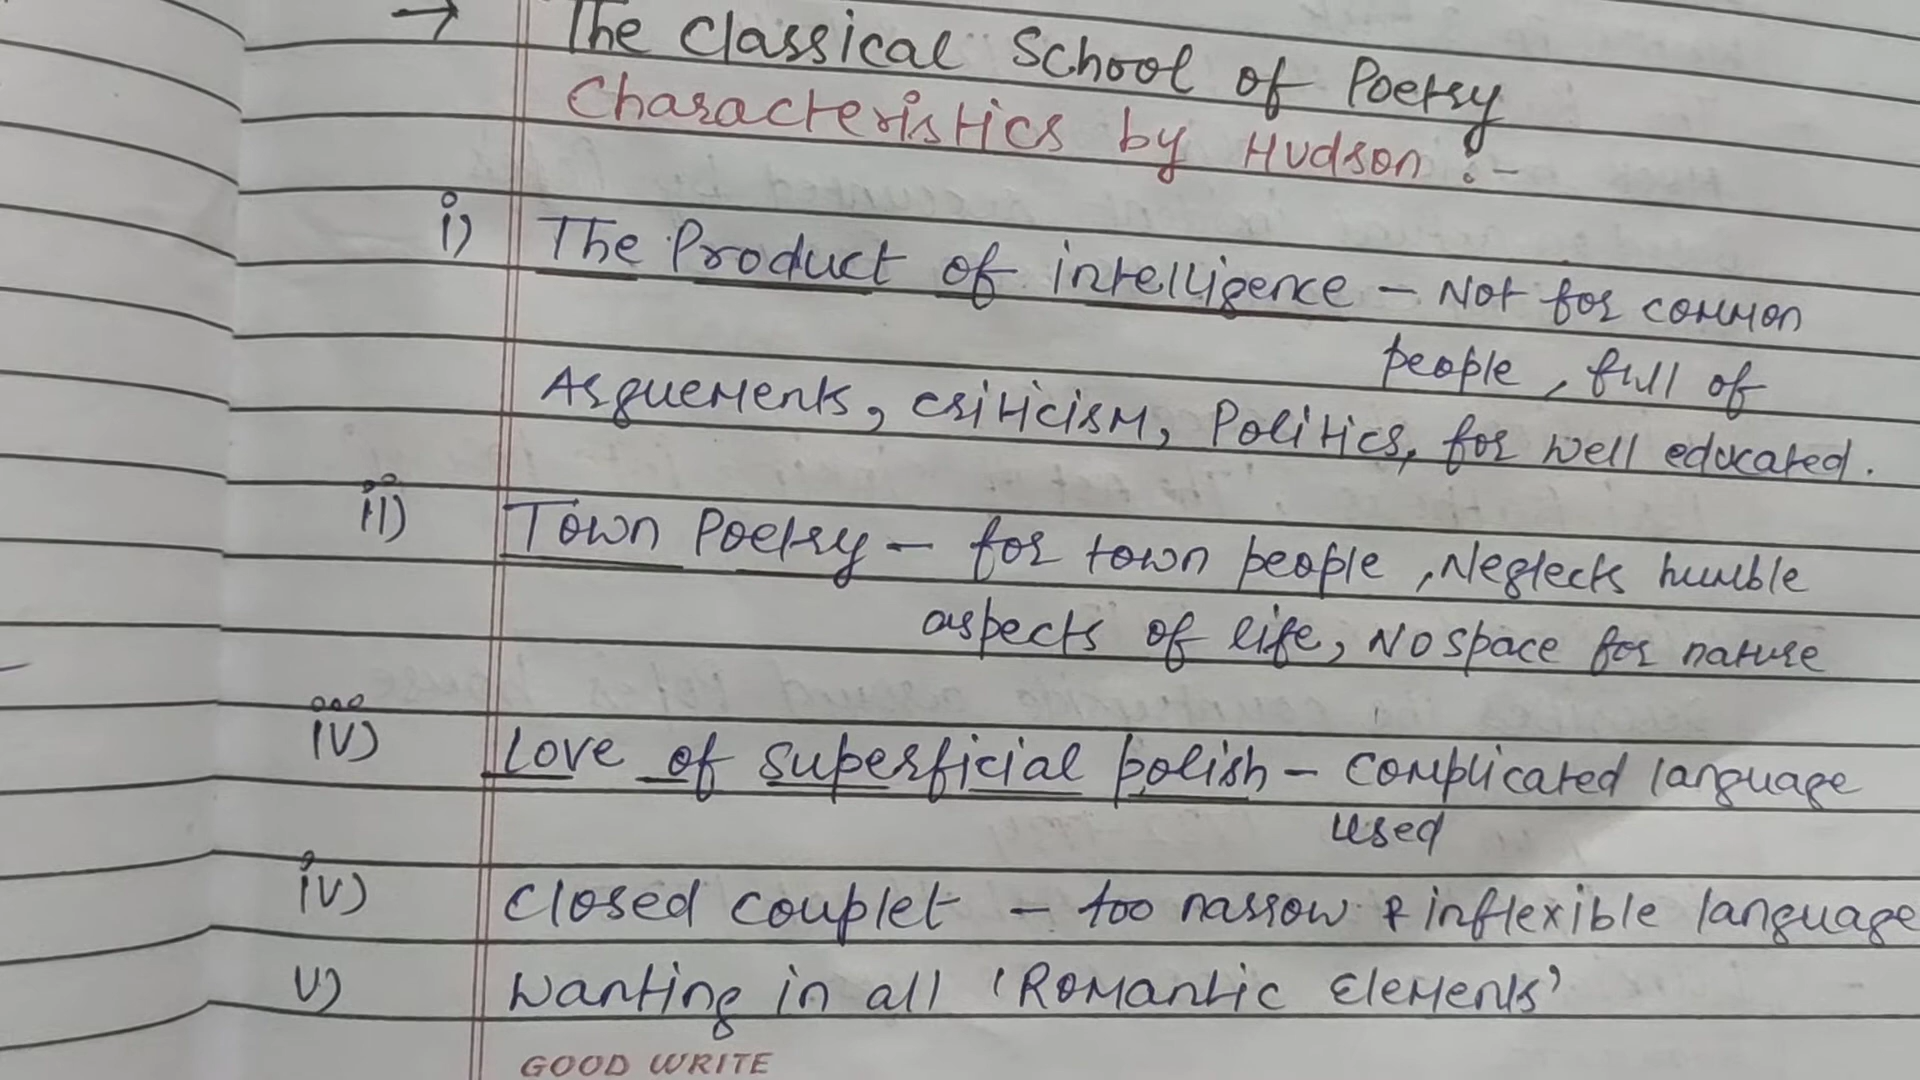 → The Classical School of Poetry
Characteristics by Hudson :-
i) The Product of intelligence - Not for common
people, full of
Arguements, criticism, Politics, for well educated.
ii) Town Poetry - for town people, Neglects humble
aspects of life, No space for nature
iv) Love of superficial polish - complicated language
used
iv) Closed couplet - too narrow & inflexible language
v) Wanting in all 'Romantic Elements'
GOOD WRITE